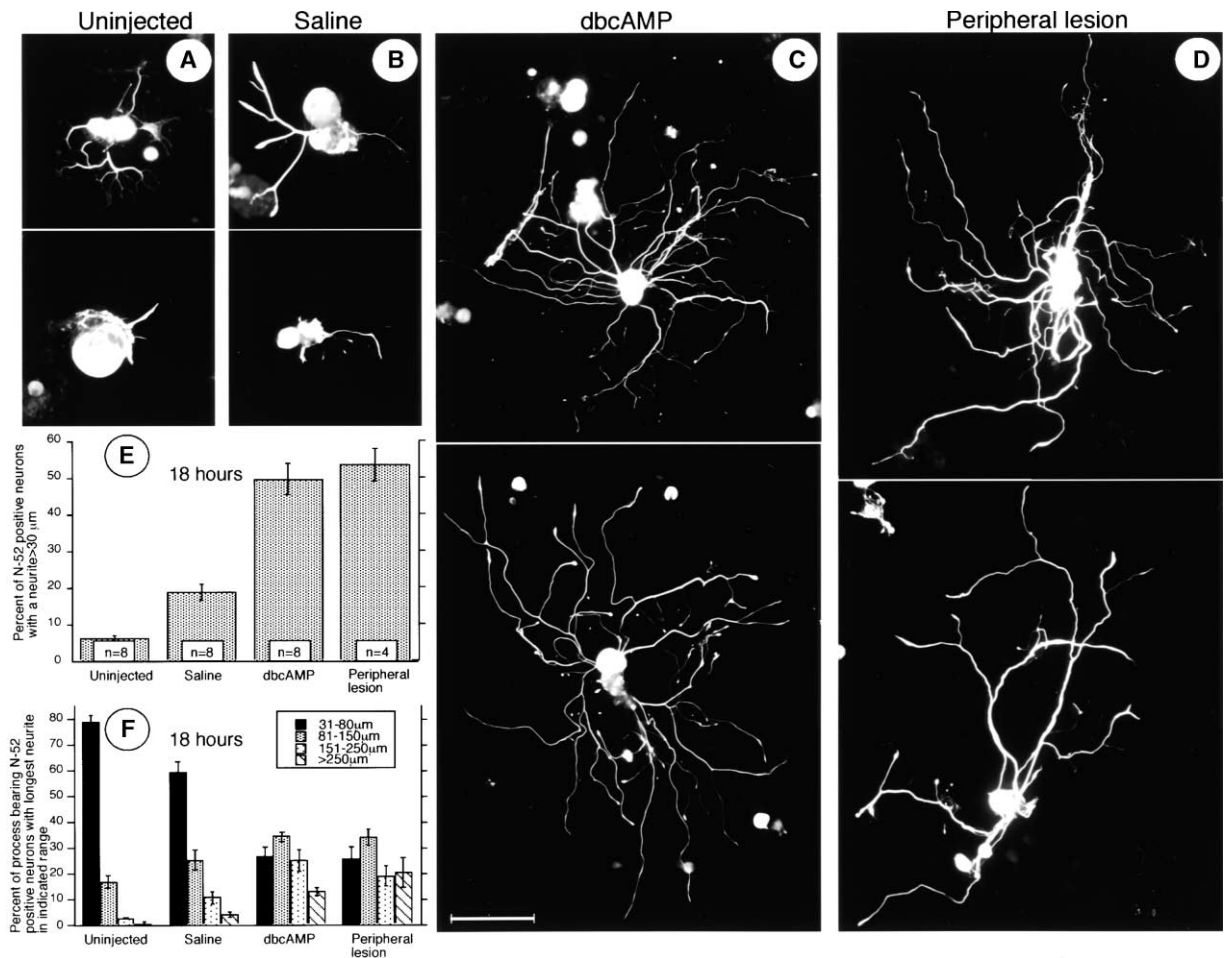 Uninjected
Saline
dbcAMP
Peripheral lesion
A
B
C
D
E
18 hours
Percent of N-52 positive neurons
with a neurite>30 μm
60
50
40
30
20
10
0
n=8
n=8
n=8
n=4
Uninjected
Saline
dbcAMP
Peripheral
lesion
F
18 hours
31-80μm
81-150μm
151-250μm
>250μm
Percent of process bearing N-52
positive neurons with longest neurite
in indicated range
80
70
60
50
40
30
20
10
0
Uninjected
Saline
dbcAMP
Peripheral
lesion